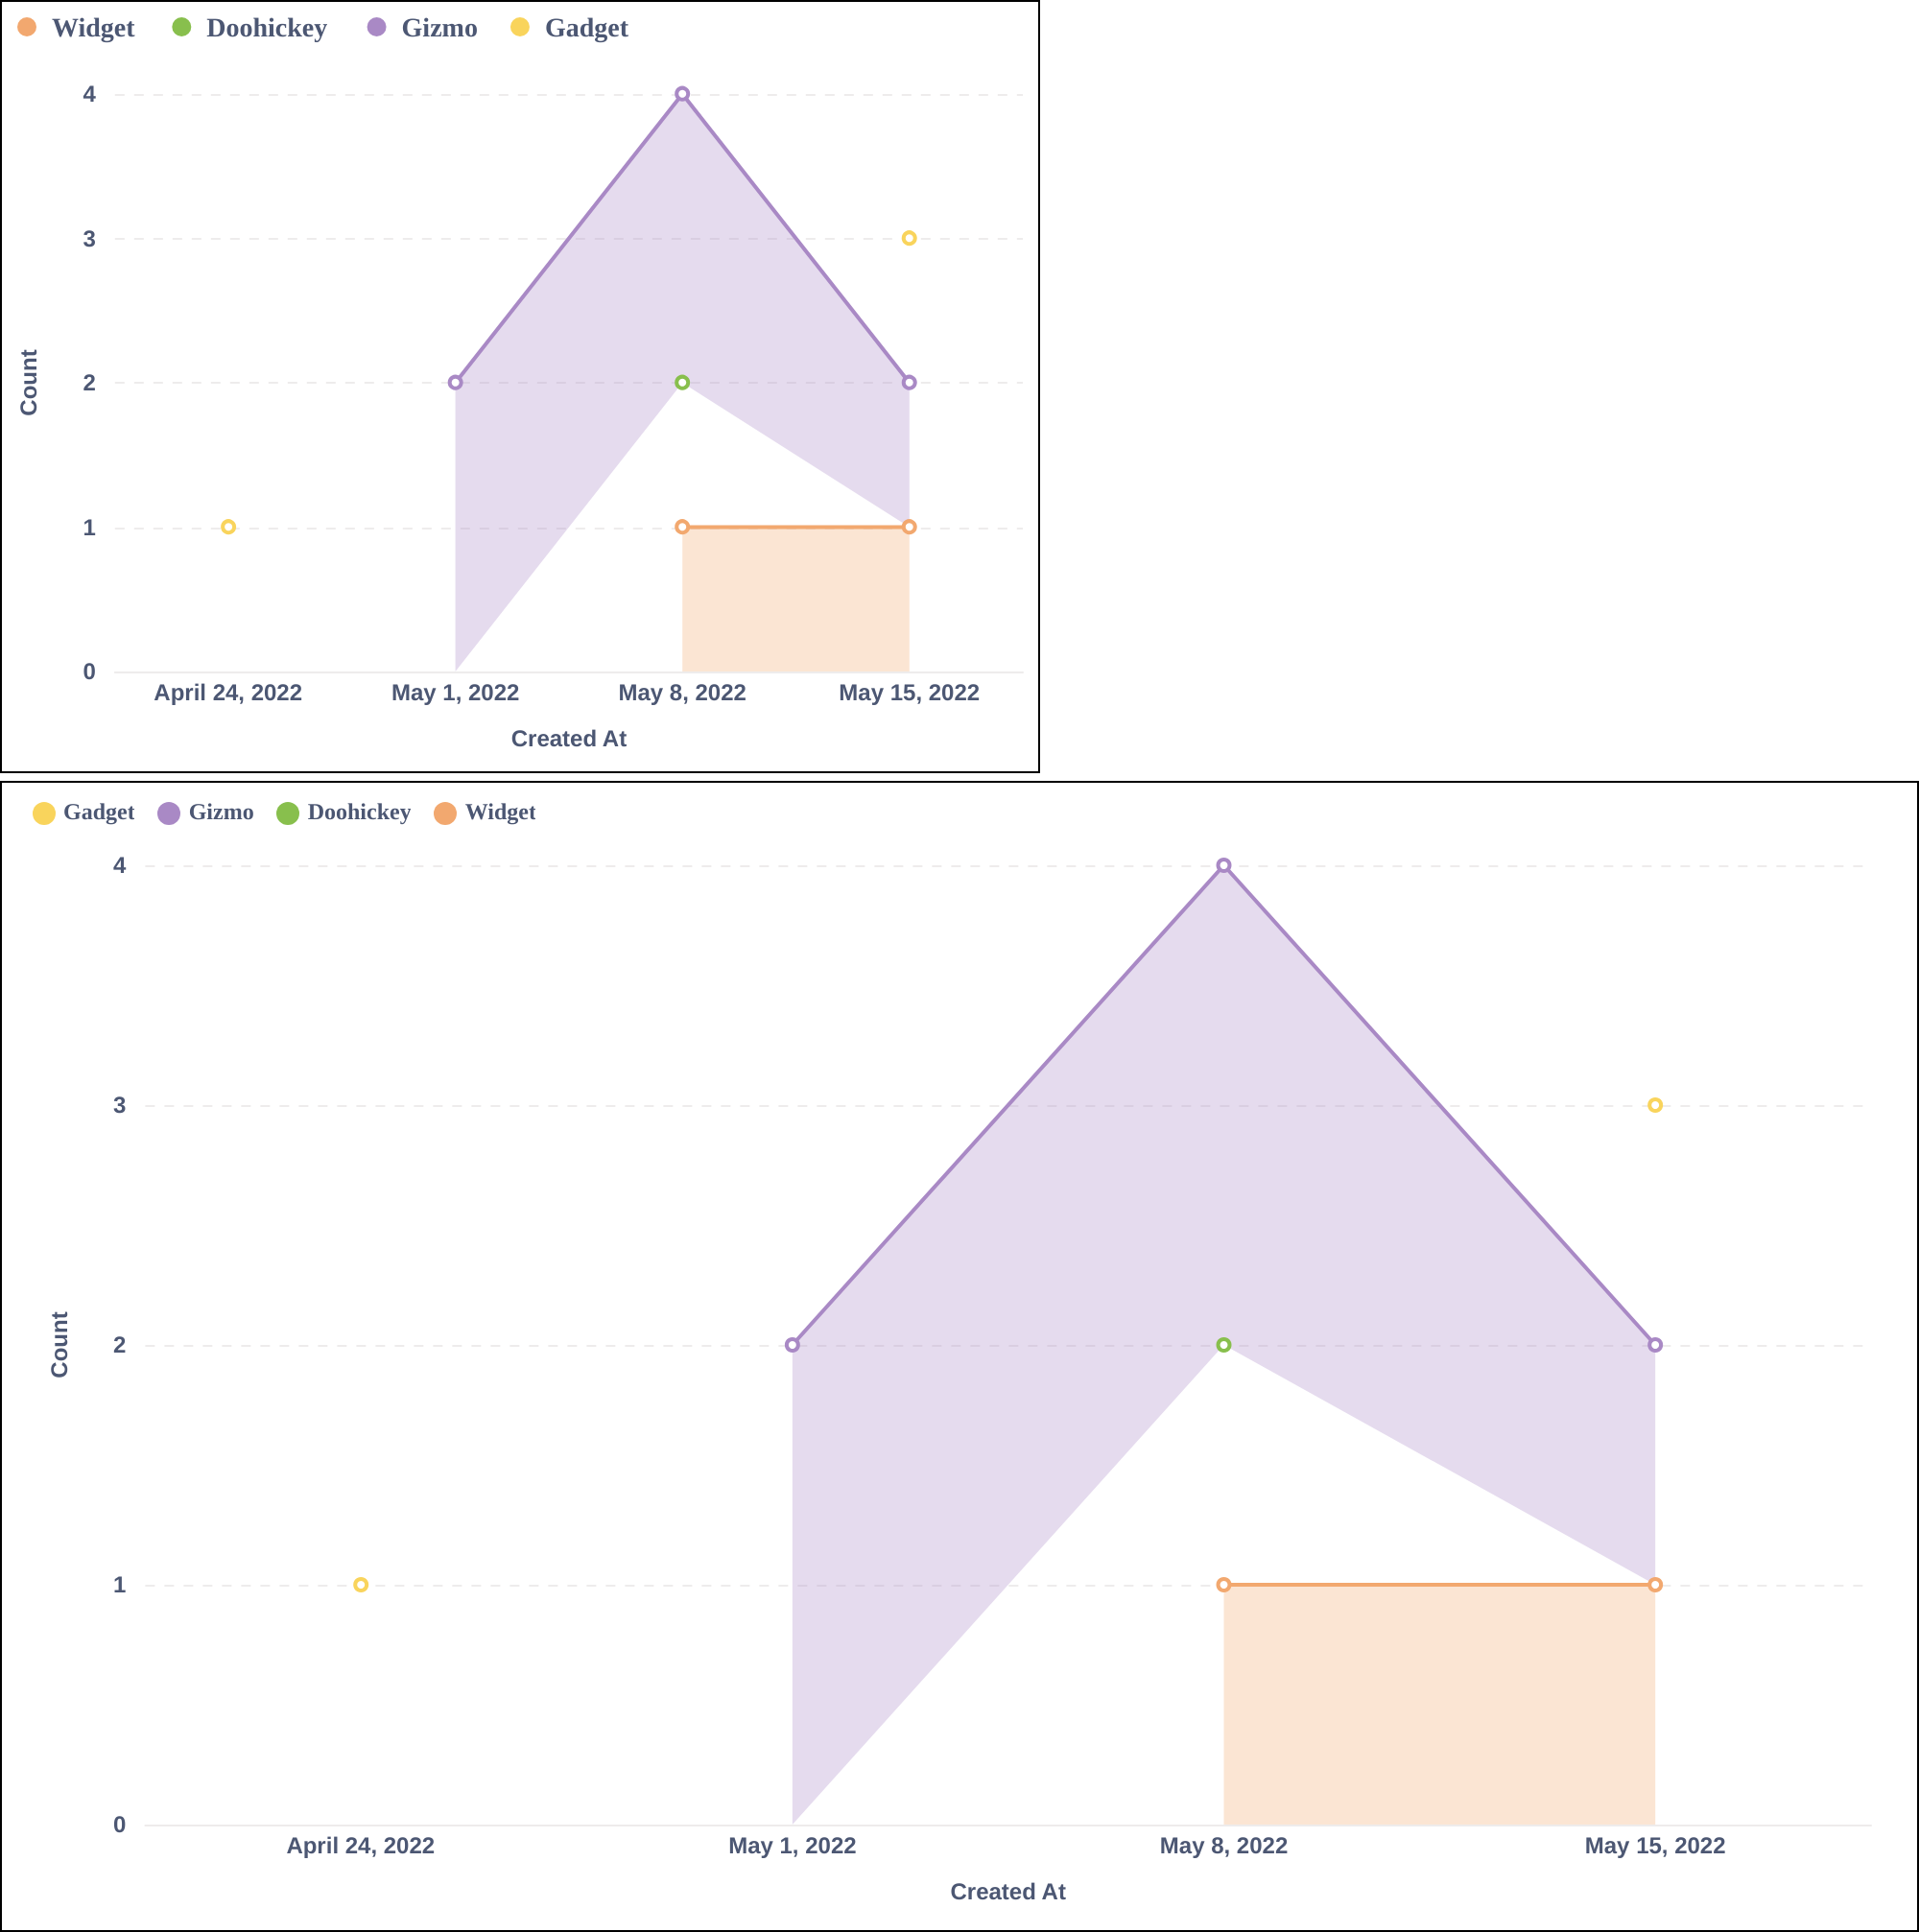 Widget Doohickey Gizmo Gadget
4
3
2
1
0
Count
April 24, 2022 May 1, 2022 May 8, 2022 May 15, 2022
Created At
Gadget Gizmo Doohickey Widget
4
3
2
1
0
Count
April 24, 2022 May 1, 2022 May 8, 2022 May 15, 2022
Created At